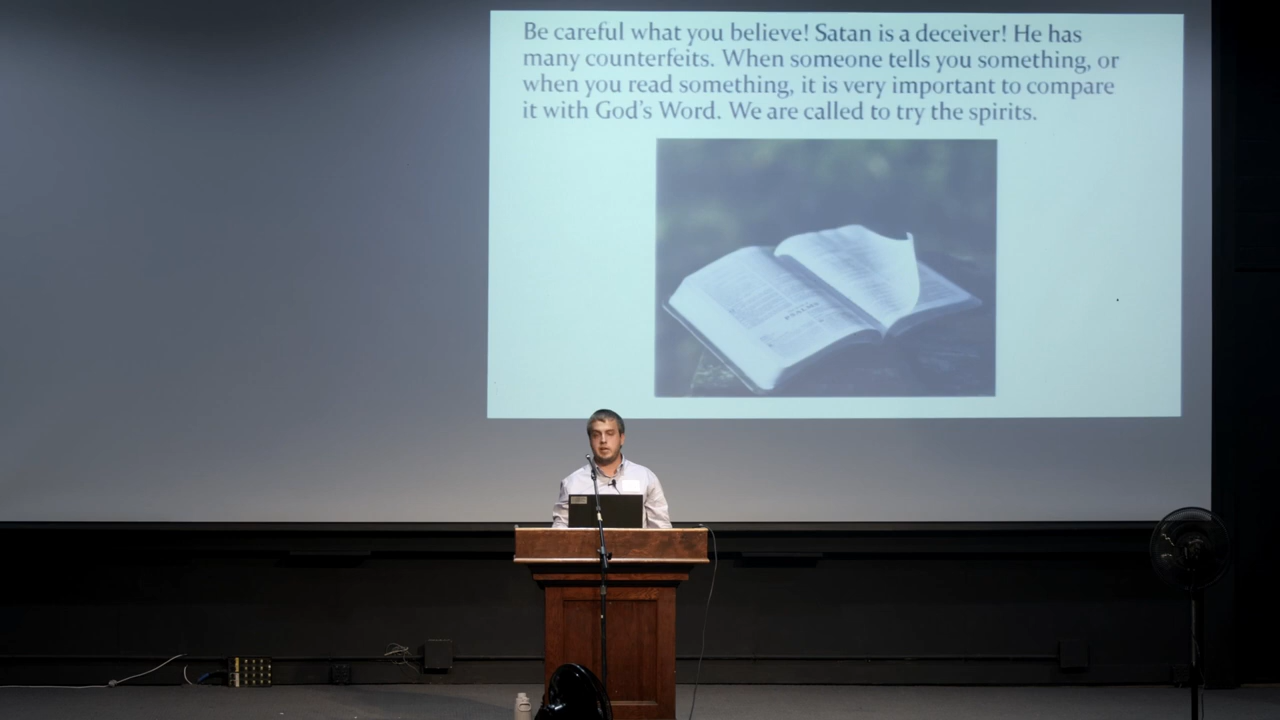 Be careful what you believe! Satan is a deceiver! He has
many counterfeits. When someone tells you something, or
when you read something, it is very important to compare
it with God's Word. We are called to try the spirits.
PSALMS